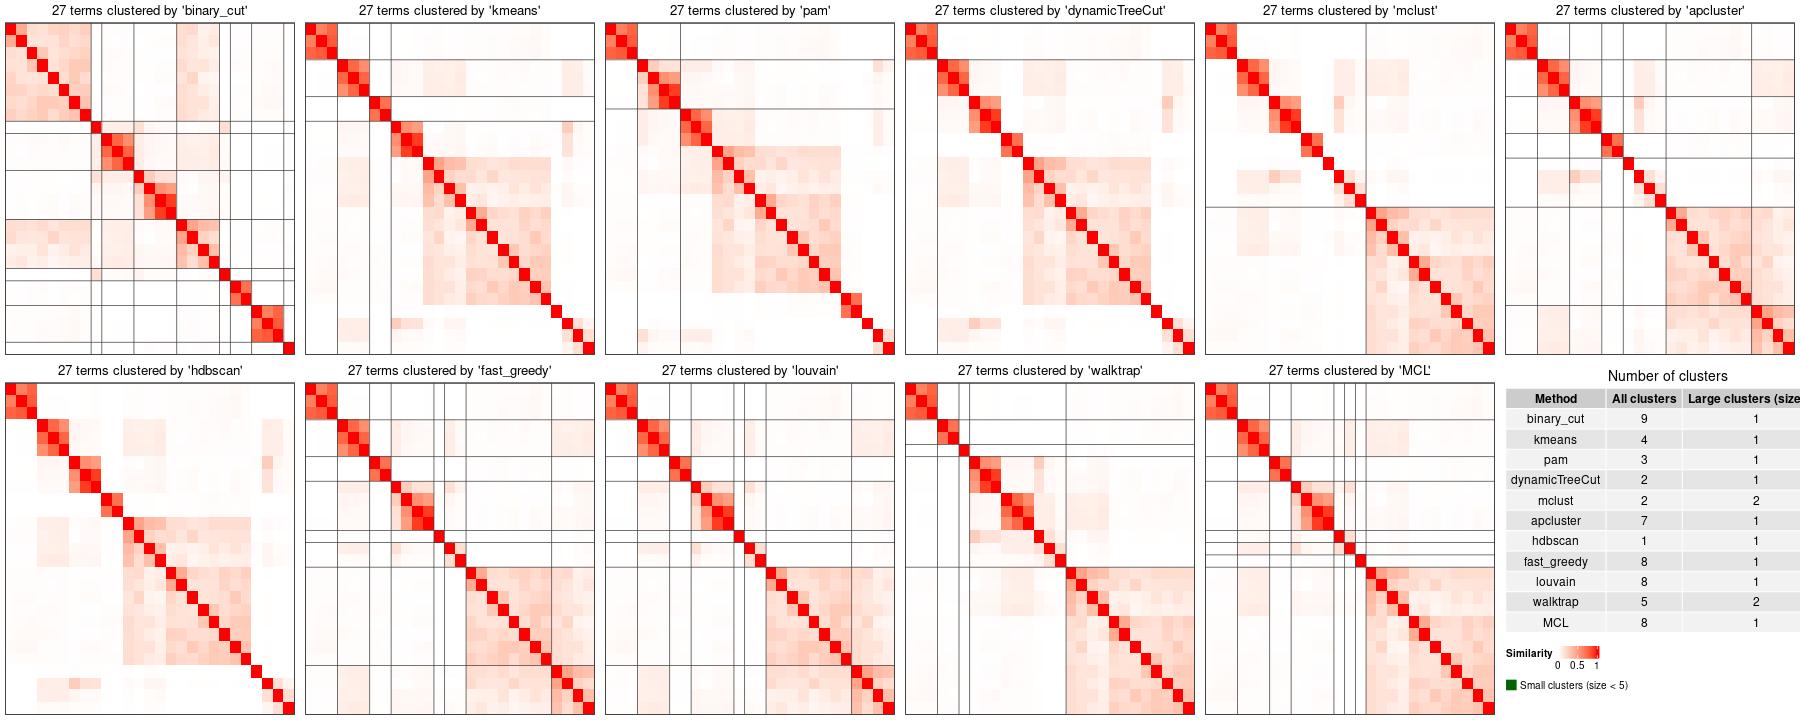 27 terms clustered by 'binary_cut'
27 terms clustered by 'kmeans'
27 terms clustered by 'pam'
27 terms clustered by 'dynamicTreeCut'
27 terms clustered by 'mclust'
27 terms clustered by 'apcluster'
27 terms clustered by 'hdbscan'
27 terms clustered by 'fast_greedy'
27 terms clustered by 'louvain'
27 terms clustered by 'walktrap'
27 terms clustered by 'MCL'
Number of clusters
Method All clusters Large clusters (size
binary_cut 9 1
kmeans 4 1
pam 3 1
dynamicTreeCut 2 1
mclust 2 2
apcluster 7 1
hdbscan 1 1
fast_greedy 8 1
louvain 8 1
walktrap 5 2
MCL 8 1
Similarity
0 0.5 1
Small clusters (size < 5)